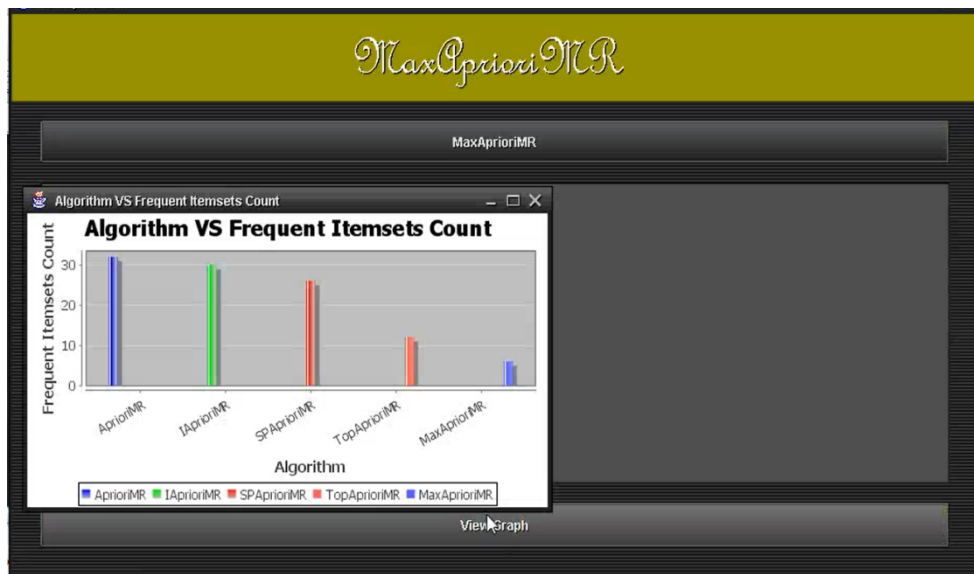 MaxAprioriMR
MaxAprioriMR
Algorithm VS Frequent Itemsets Count
Algorithm VS Frequent Itemsets Count
Frequent Itemsets Count
30
20
10
0
AprioriMR IAprioriMR SPAprioriMR TopAprioriMR MaxAprioriMR
Algorithm
AprioriMR IAprioriMR SPAprioriMR TopAprioriMR MaxAprioriMR
View Graph